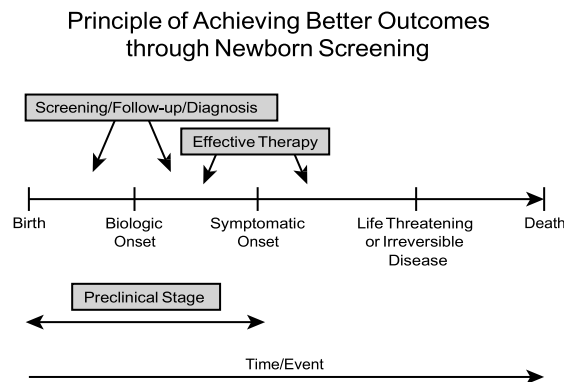 Principle of Achieving Better Outcomes
through Newborn Screening
Screening/Follow-up/Diagnosis
Effective Therapy
Birth
Biologic
Onset
Symptomatic
Onset
Life Threatening
or Irreversible
Disease
Death
Preclinical Stage
Time/Event